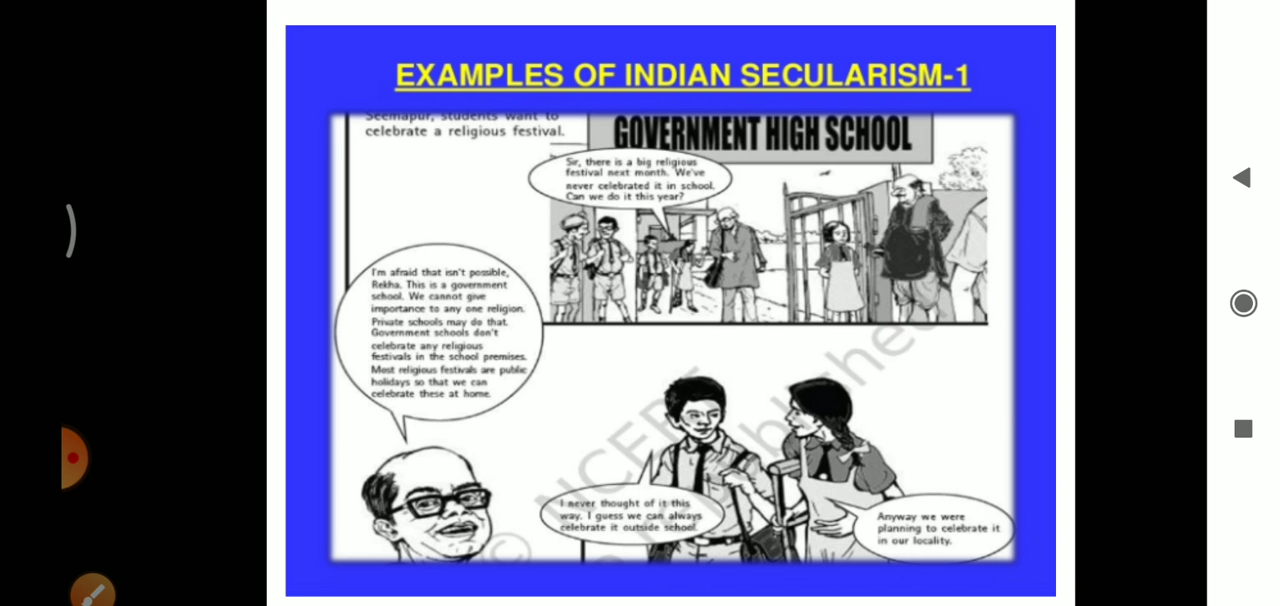 EXAMPLES OF INDIAN SECULARISM-1
Seemapur, students want to
celebrate a religious festival.
GOVERNMENT HIGH SCHOOL
Sir, there is a big religious
festival next month. We've
never celebrated it in school.
Can we do it this year?
I'm afraid that isn't possible,
Rekha. This is a government
school. We cannot give
importance to any one religion.
Private schools may do that.
Government schools don't
celebrate any religious
festivals in the school premises.
Most religious festivals are public
holidays so that we can
celebrate these at home.
I never thought of it this
way. I guess we can always
celebrate it outside school.
Anyway we were
planning to celebrate it
in our locality.
© NCERT